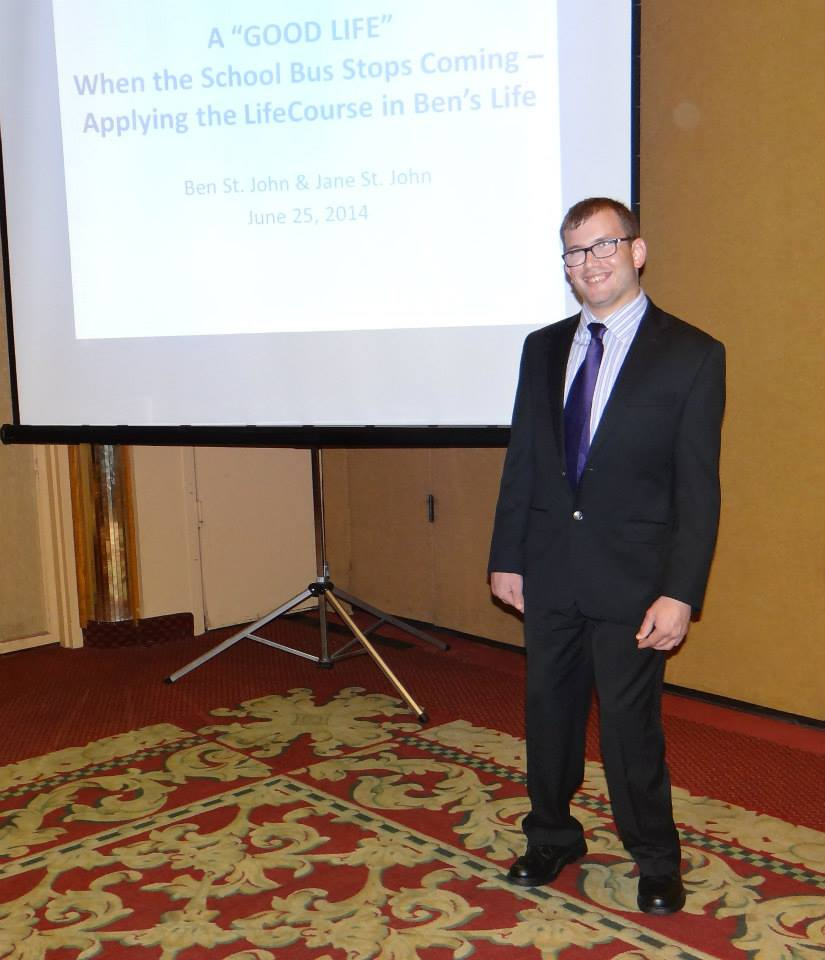 A “GOOD LIFE”
When the School Bus Stops Coming –
Applying the LifeCourse in Ben’s Life
Ben St. John & Jane St. John
June 25, 2014